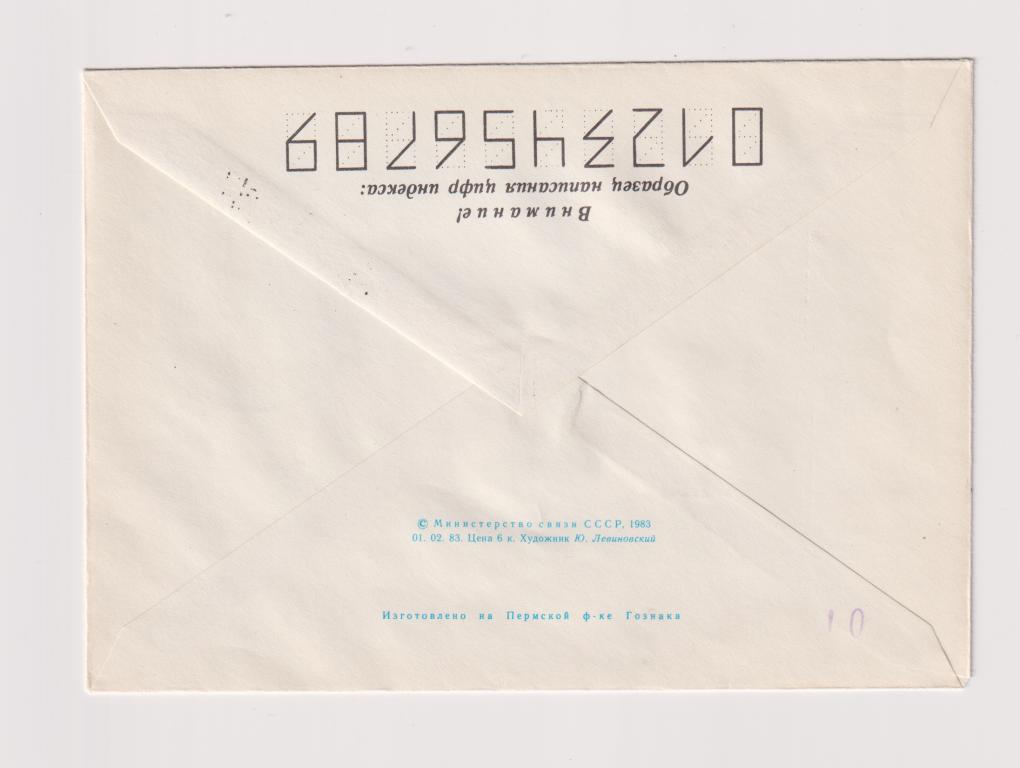 Внимание!
Образец написания цифр индекса:
0123456789
© Министерство связи СССР, 1983
01. 02. 83. Цена 6 к. Художник Ю. Левиновский
Изготовлено на Пермской ф-ке Гознака
10